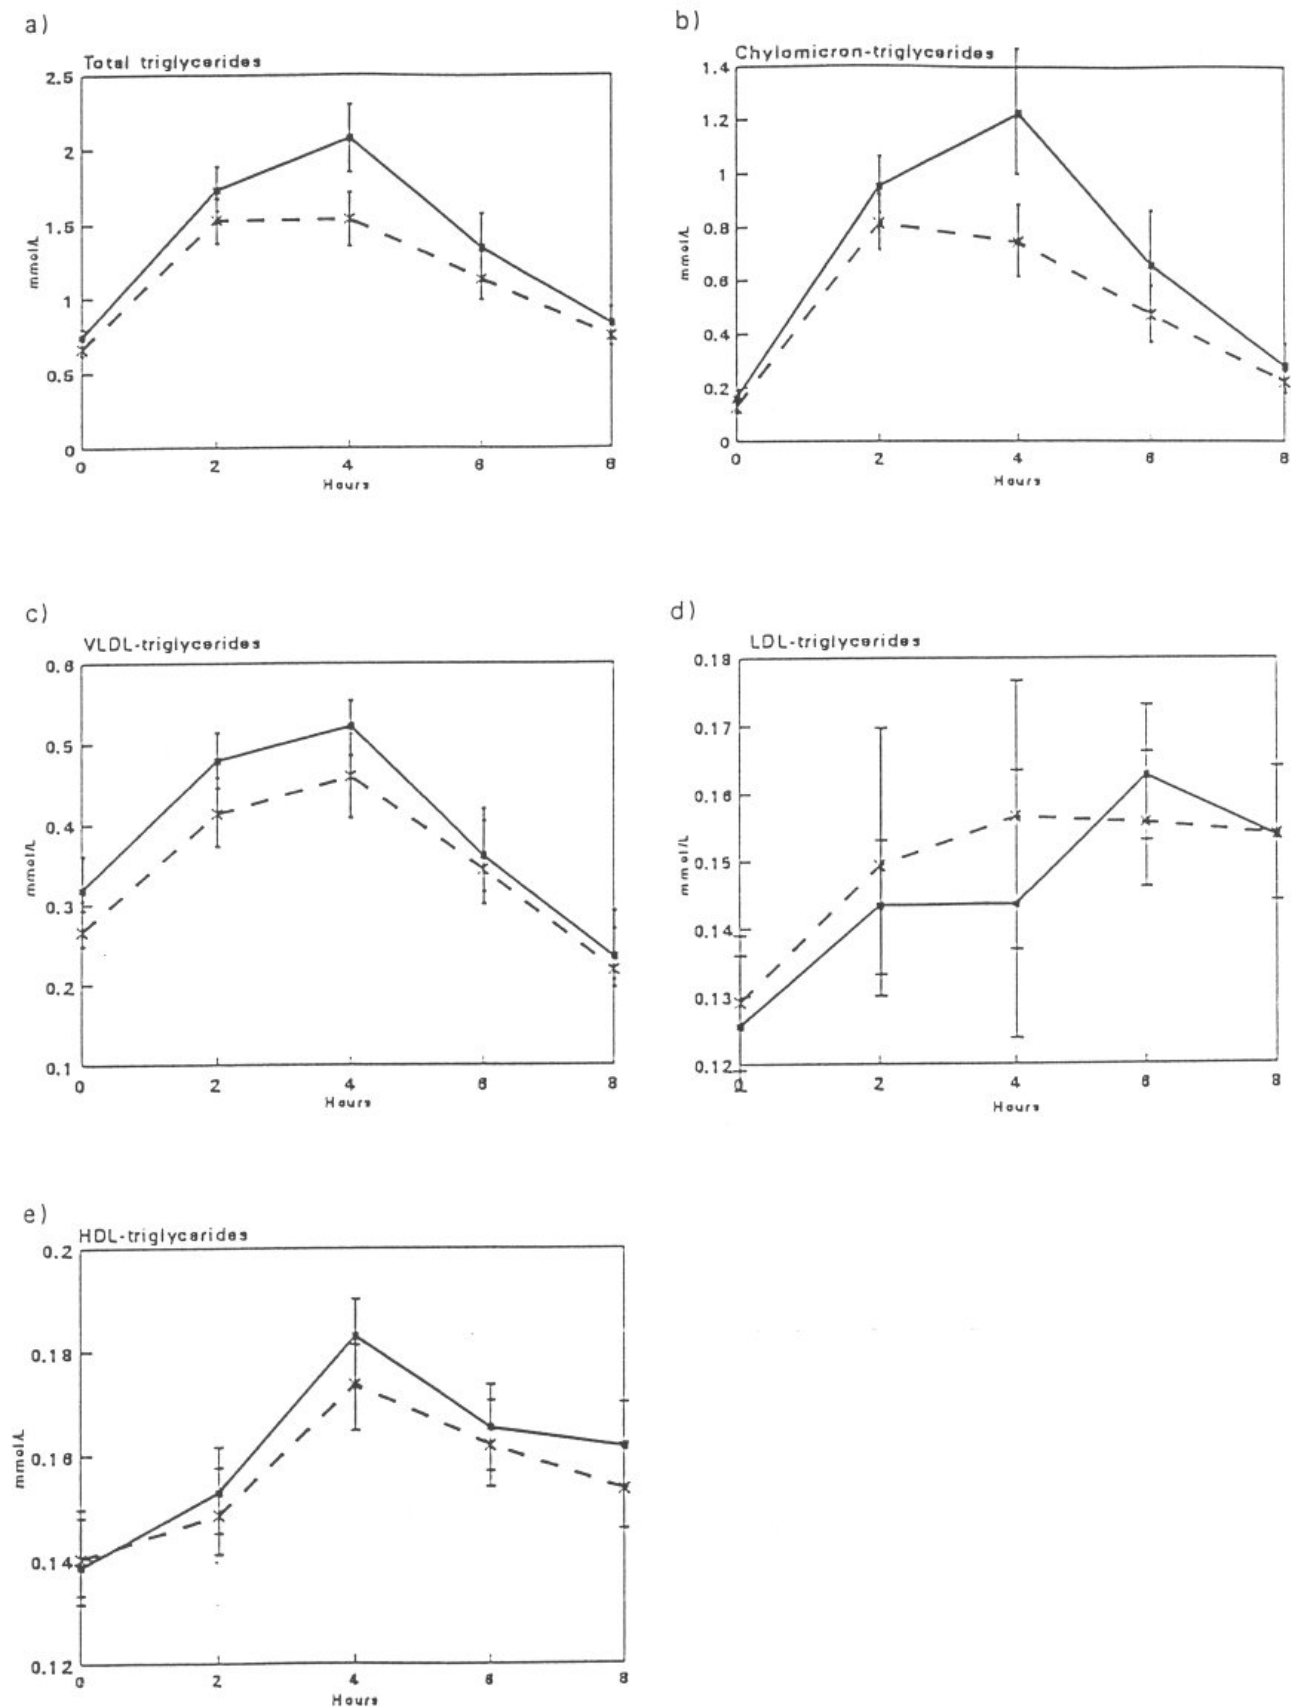 a)
Total triglycerides
2.5
2
1.5
1
0.5
0
mmol/L
0 2 4 6 8
Hours
b)
Chylomicron-triglycerides
1.4
1.2
1
0.8
0.6
0.4
0.2
0
mmol/L
0 2 4 6 8
Hours
c)
VLDL-triglycerides
0.6
0.5
0.4
0.3
0.2
0.1
mmol/L
0 2 4 6 8
Hours
d)
LDL-triglycerides
0.18
0.17
0.16
0.15
0.14
0.13
0.12
mmol/L
0 2 4 6 8
Hours
e)
HDL-triglycerides
0.2
0.18
0.16
0.14
0.12
mmol/L
0 2 4 6 8
Hours